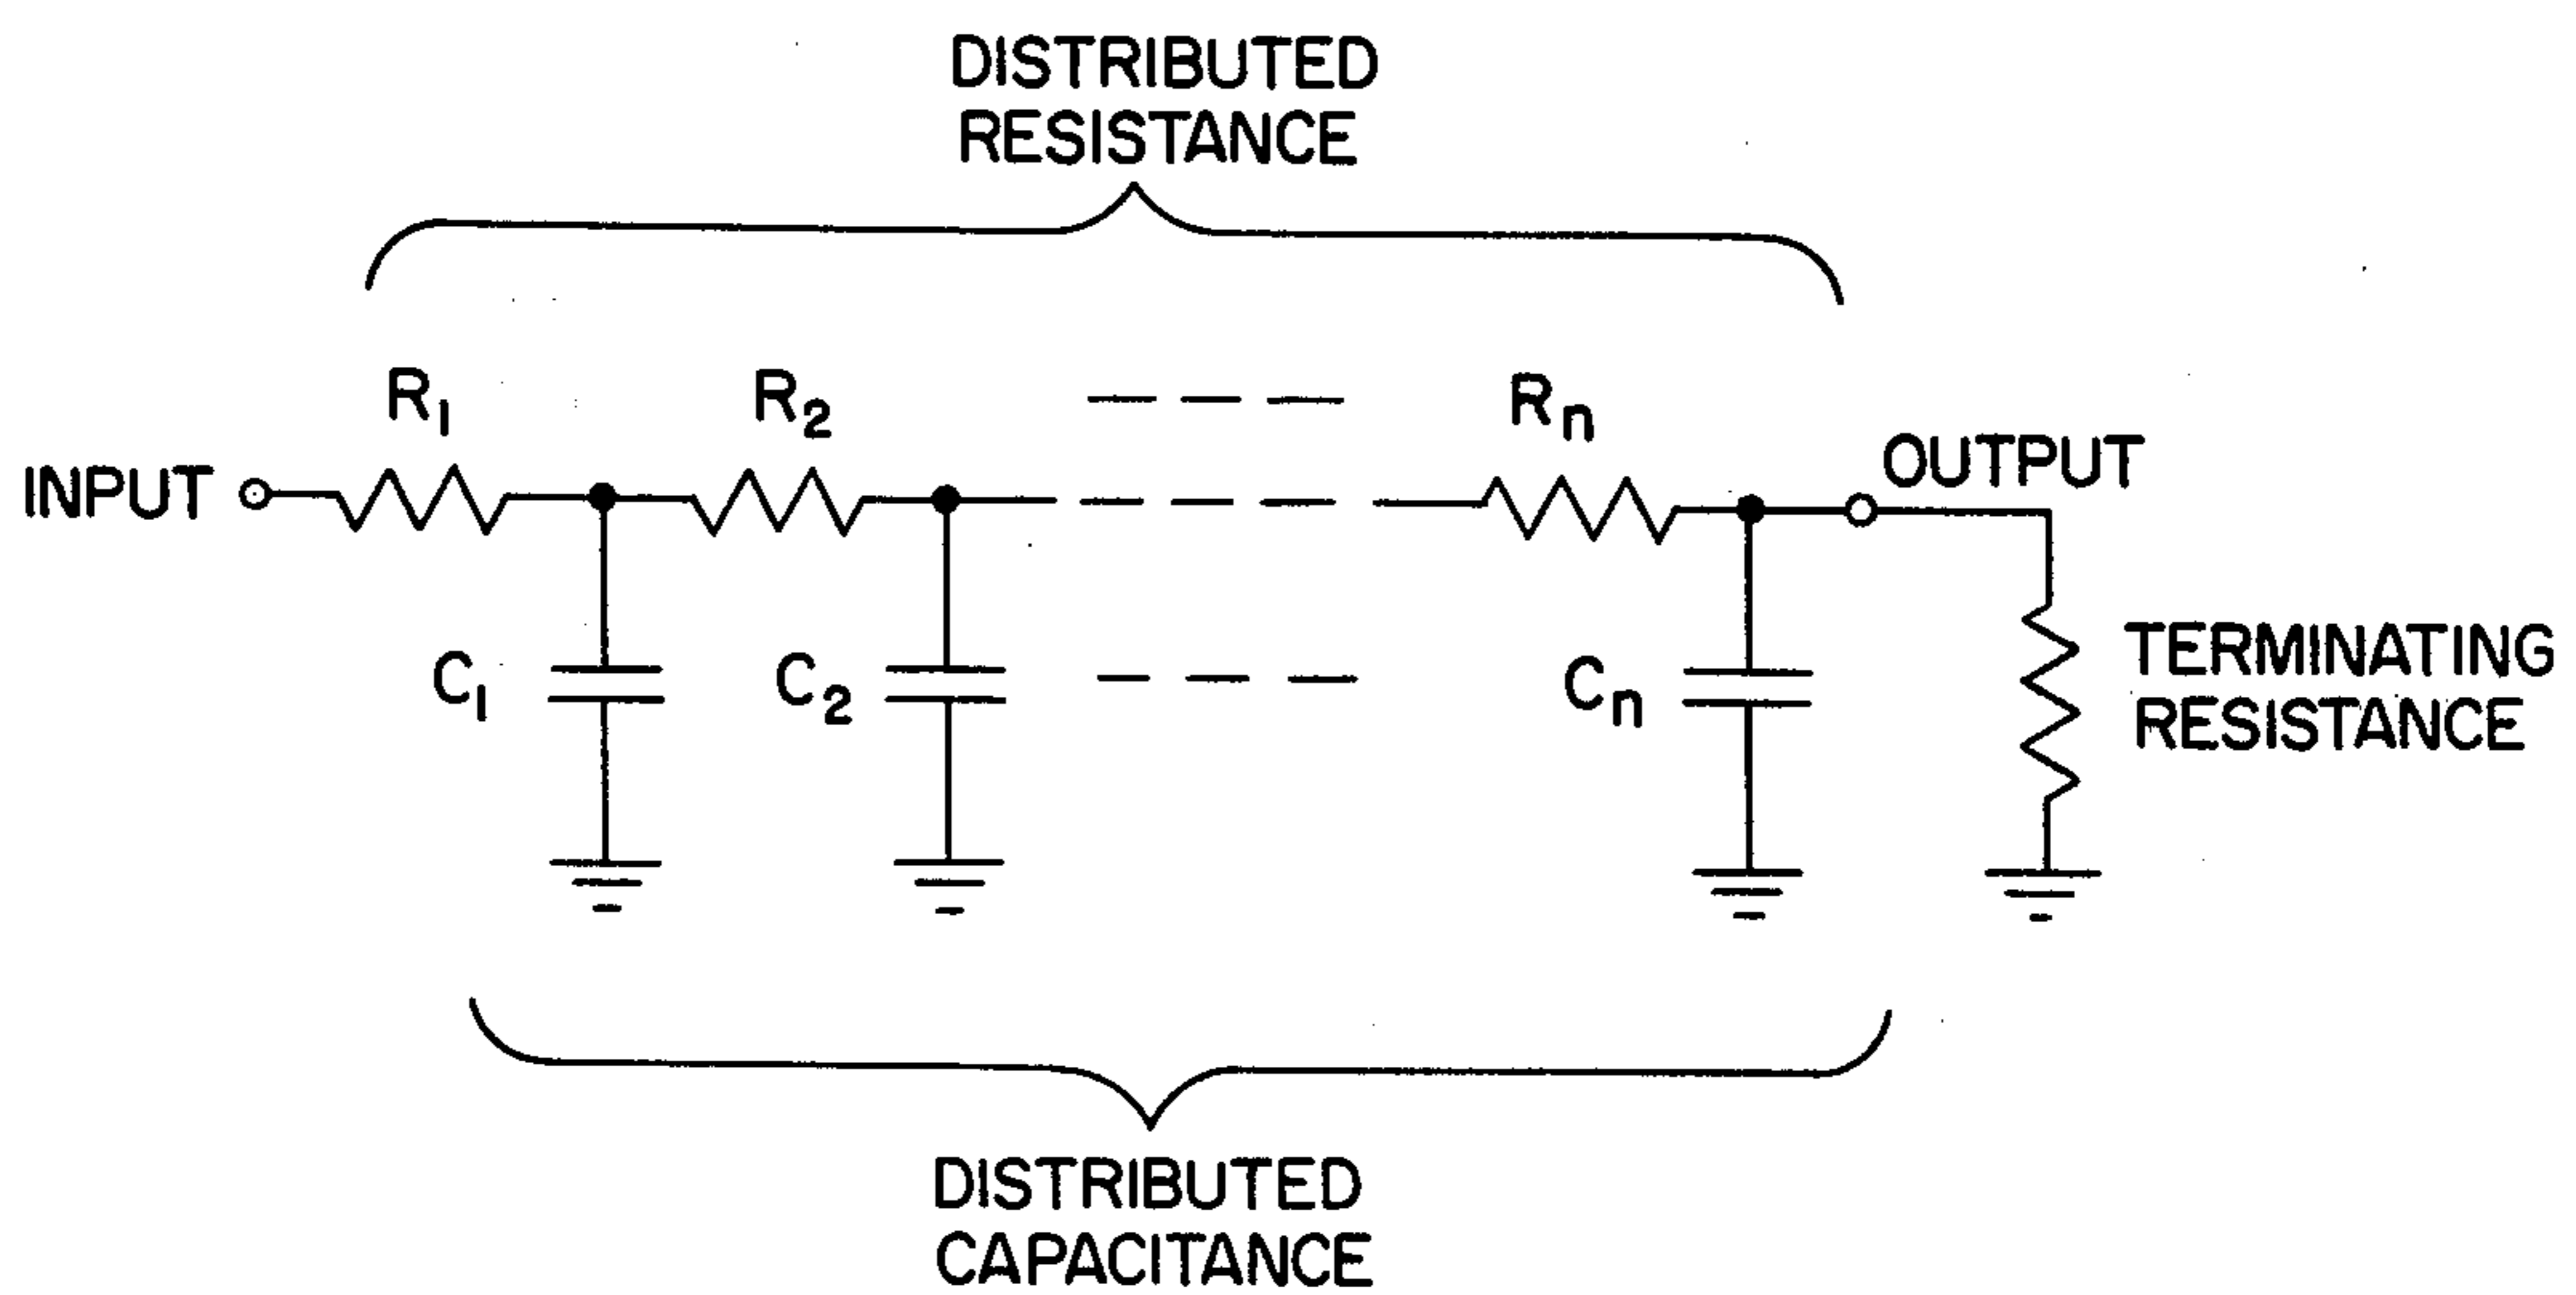 DISTRIBUTED
RESISTANCE
R1
R2
Rn
INPUT
OUTPUT
C1
C2
Cn
TERMINATING
RESISTANCE
DISTRIBUTED
CAPACITANCE